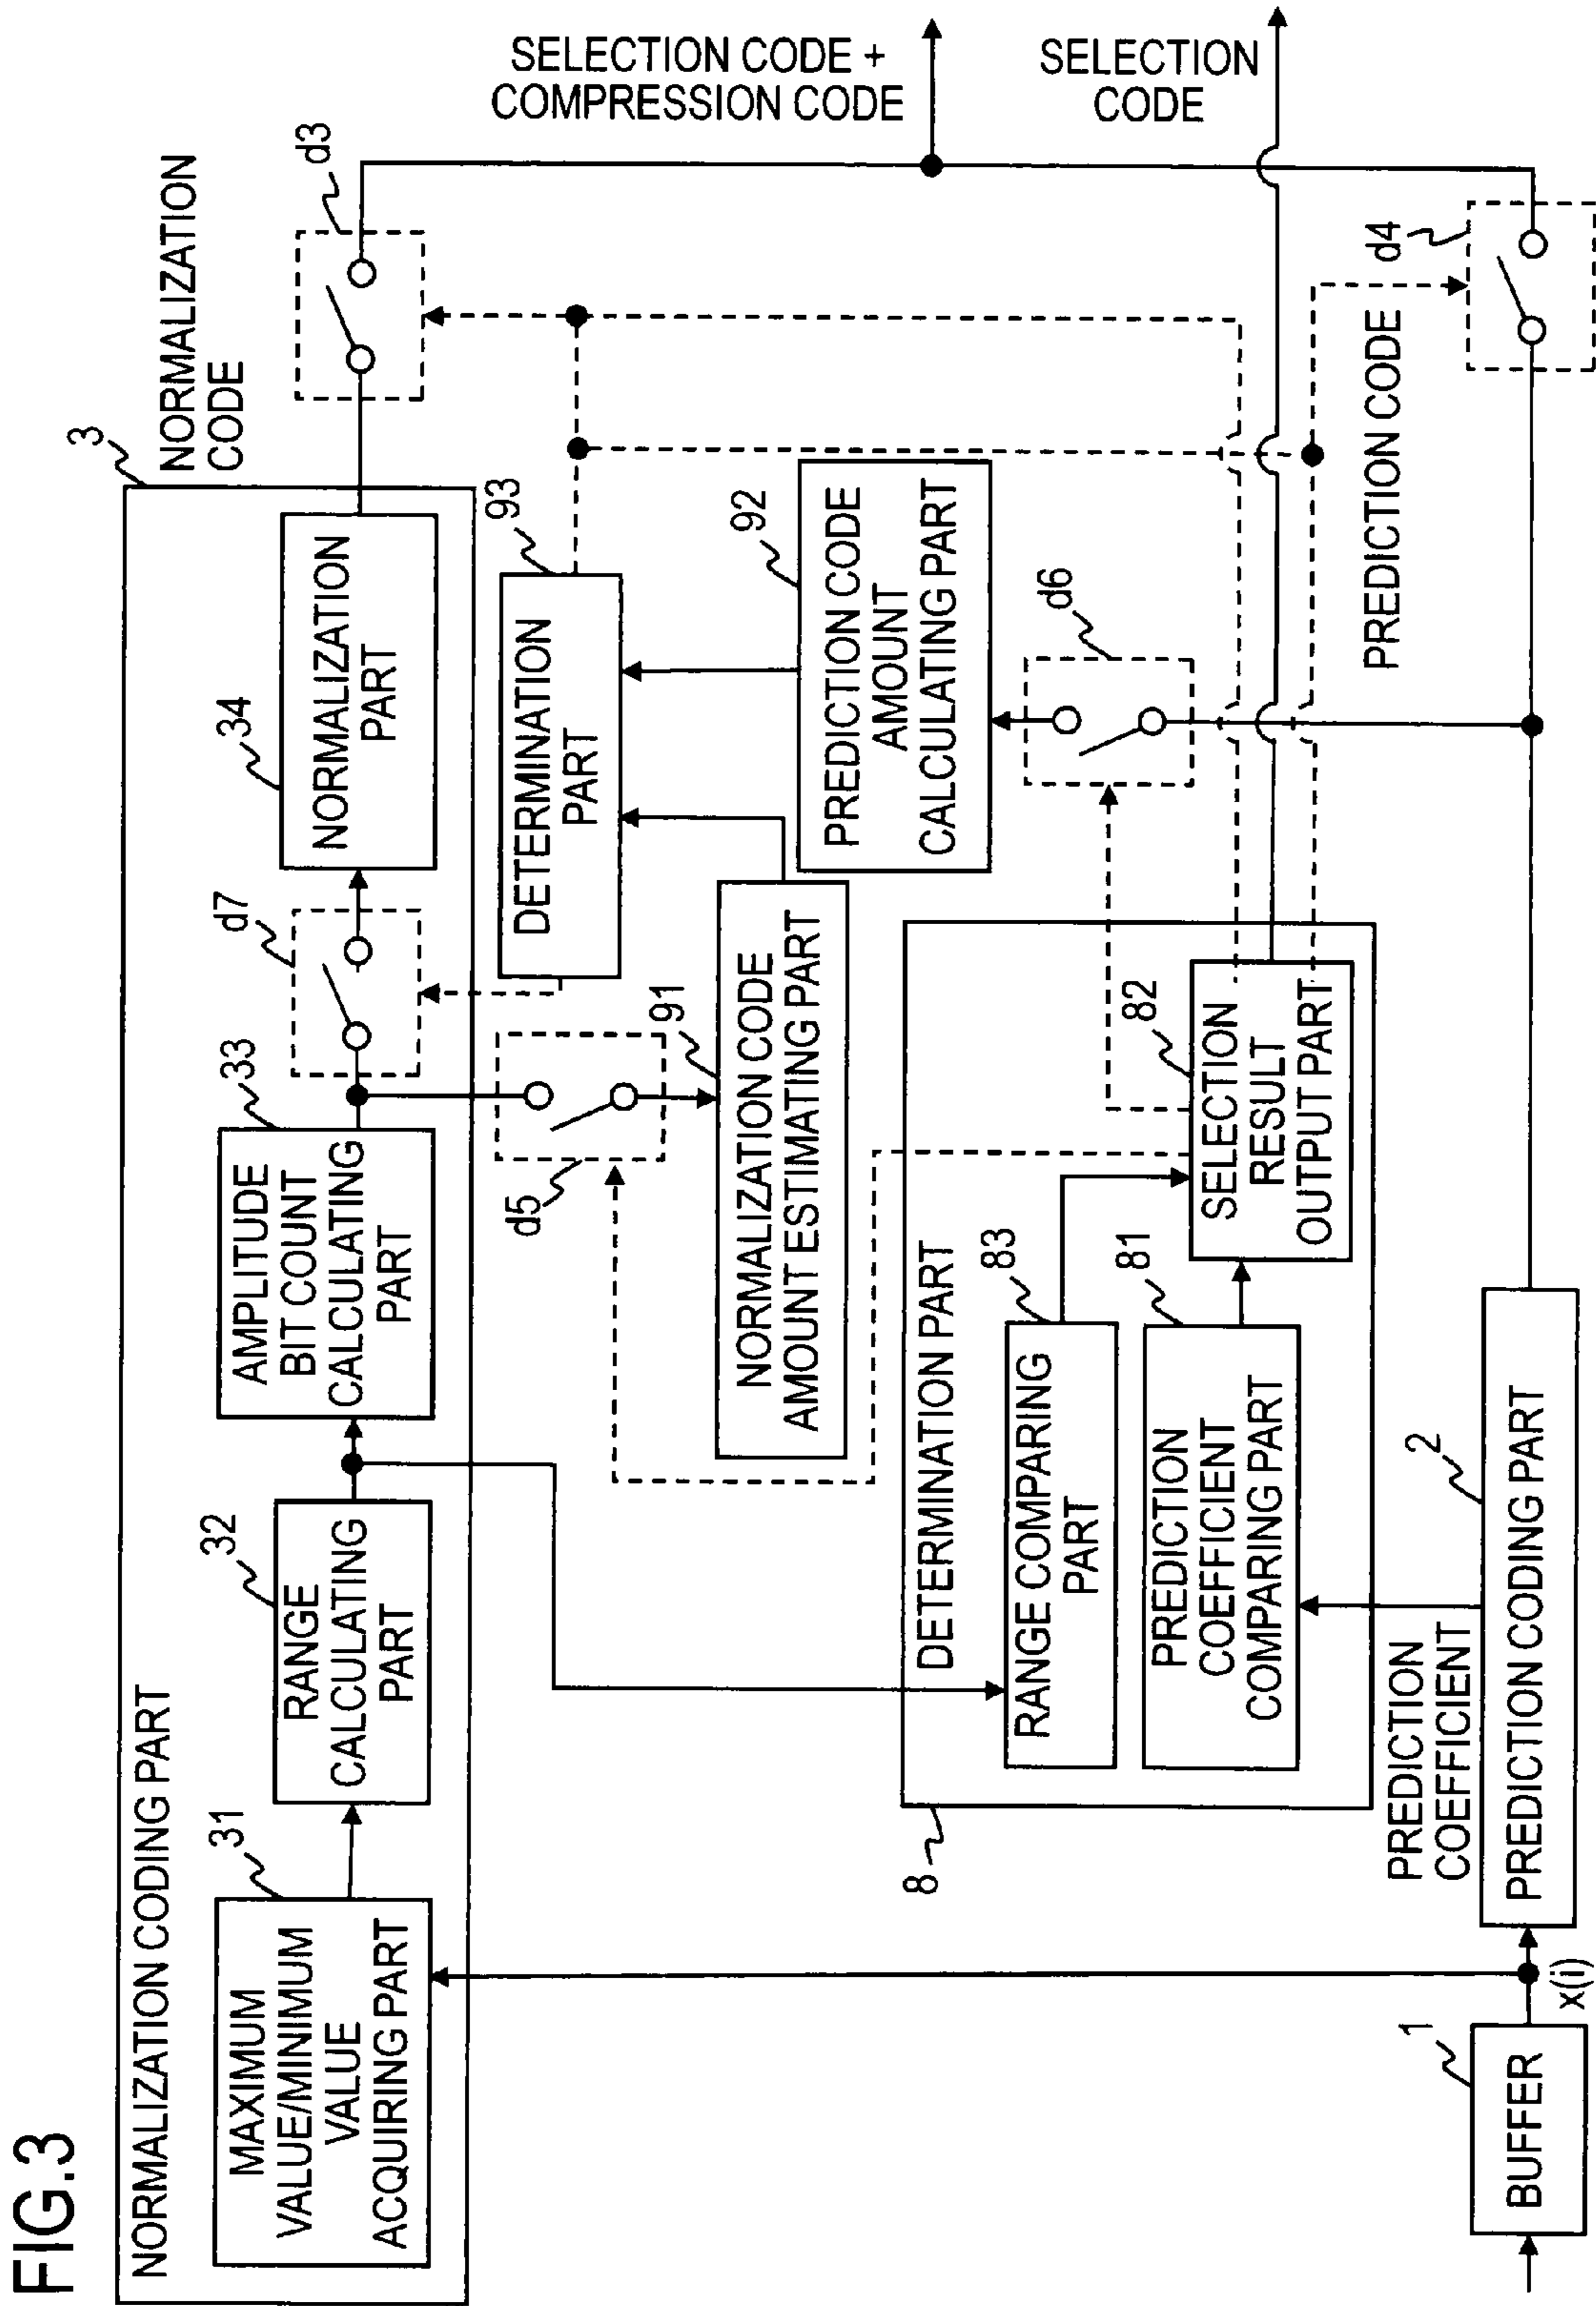 FIG.3
NORMALIZATION CODING PART
3
NORMALIZATION
CODE
MAXIMUM
VALUE/MINIMUM
VALUE
ACQUIRING PART
31
RANGE
CALCULATING
PART
32
AMPLITUDE
BIT COUNT
CALCULATING
PART
33
d7
NORMALIZATION
PART
34
d3
SELECTION CODE +
COMPRESSION CODE
SELECTION
CODE
d5
91
NORMALIZATION CODE
AMOUNT ESTIMATING PART
DETERMINATION
PART
93
PREDICTION CODE
AMOUNT
CALCULATING PART
92
d6
8
DETERMINATION PART
RANGE COMPARING
PART
83
PREDICTION
COEFFICIENT
COMPARING PART
81
SELECTION
RESULT
OUTPUT PART
82
PREDICTION
COEFFICIENT
PREDICTION CODE
d4
BUFFER
1
x(i)
PREDICTION CODING PART
2